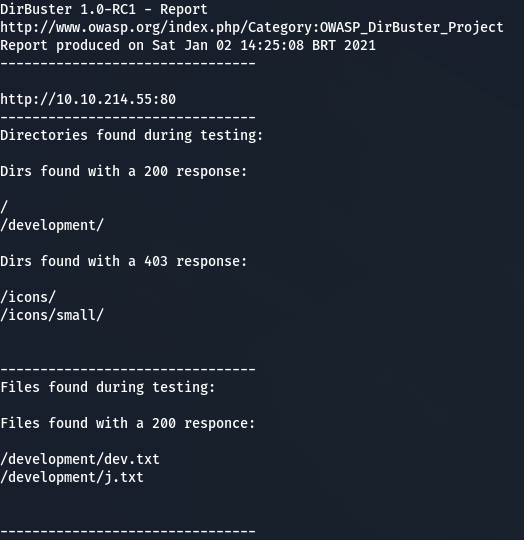 DirBuster 1.0-RC1 - Report
http://www.owasp.org/index.php/Category:OWASP_DirBuster_Project
Report produced on Sat Jan 02 14:25:08 BRT 2021
--------------------------------
http://10.10.214.55:80
--------------------------------
Directories found during testing:
Dirs found with a 200 response:
/
/development/
Dirs found with a 403 response:
/icons/
/icons/small/
--------------------------------
Files found during testing:
Files found with a 200 responce:
/development/dev.txt
/development/j.txt
--------------------------------